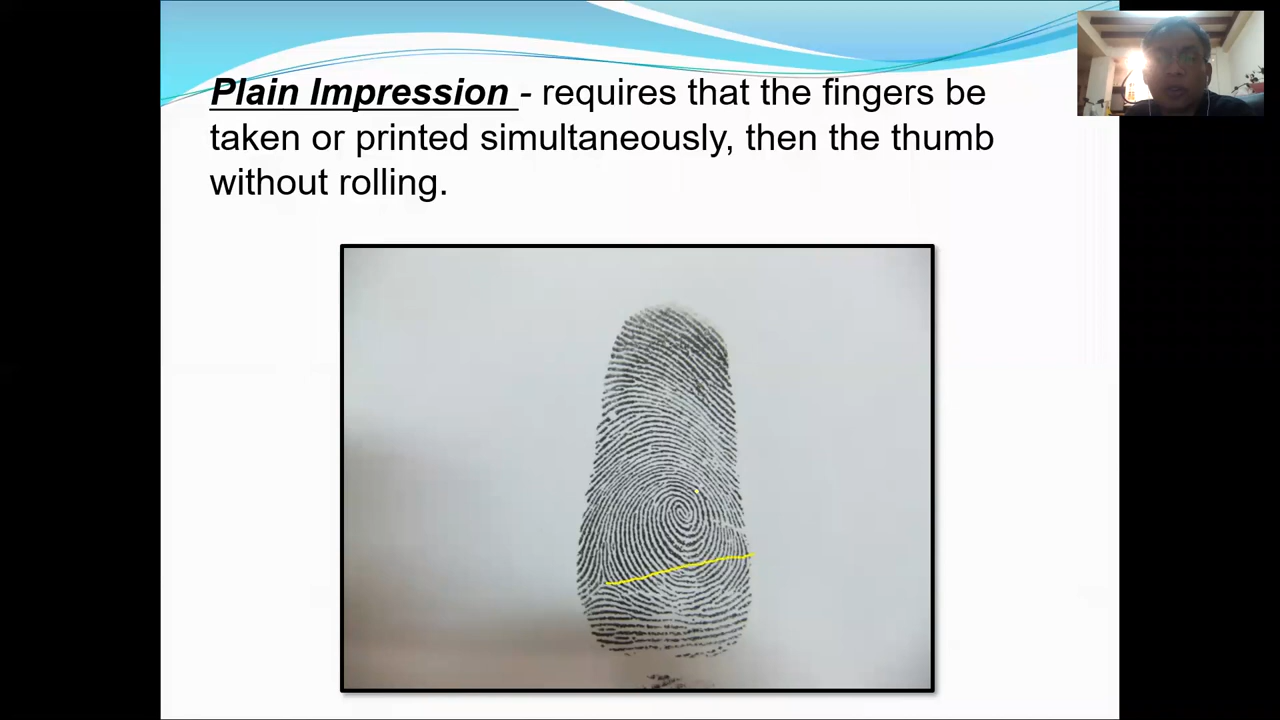 Plain Impression - requires that the fingers be
taken or printed simultaneously, then the thumb
without rolling.